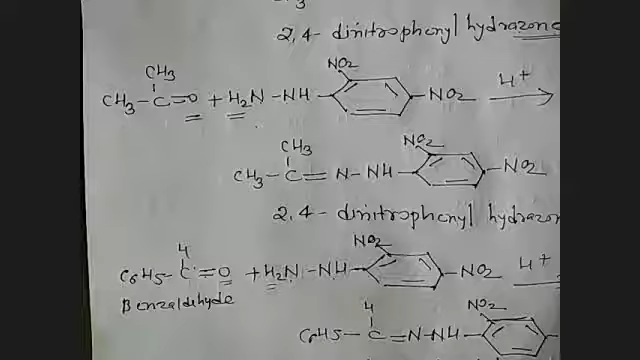 2,4-dinitrophenyl hydrazone
CH3
NO2
CH3-C=O + H2N-NH- -NO2 H+
CH3
NO2
CH3-C=N-NH- -NO2
2,4-dinitrophenyl hydrazon
NO2
H
C6H5-C=O + H2N-NH- -NO2 H+
Benzaldehyde
H
NO2
C6H5-C=N-NH-